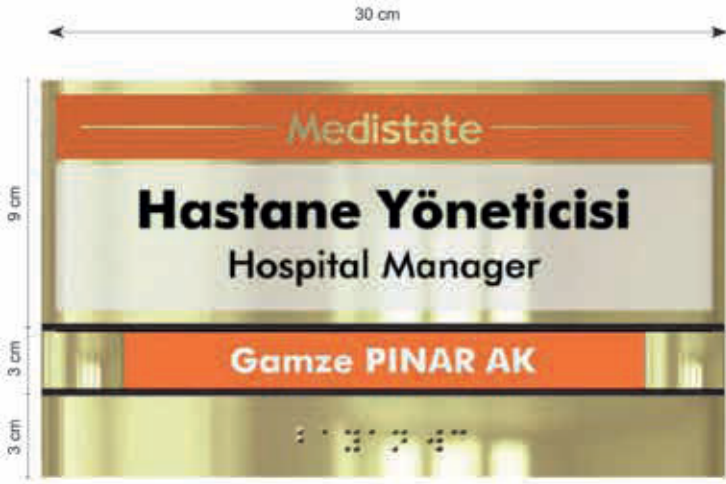 30 cm
Medistate
9 cm
Hastane Yöneticisi
Hospital Manager
3 cm
Gamze PINAR AK
3 cm